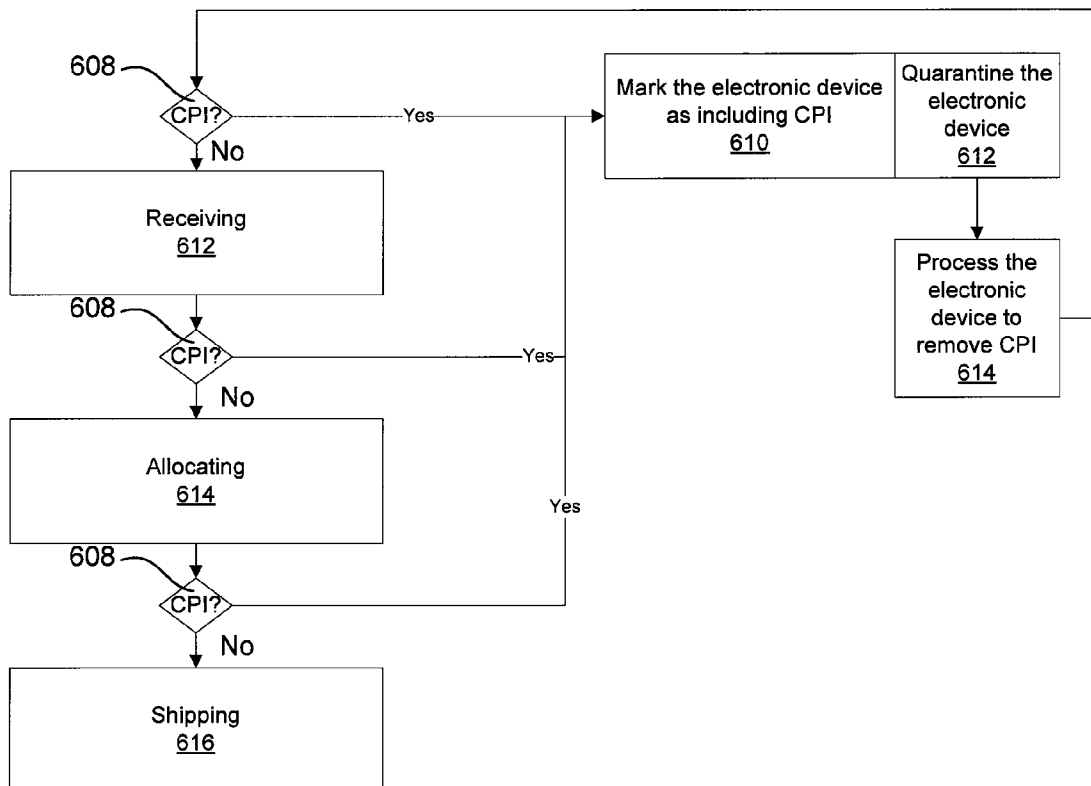 608
CPI?
Yes
No
Mark the electronic device
as including CPI
610
Quarantine the
electronic
device
612
Receiving
612
Process the
electronic
device to
remove CPI
614
608
CPI?
Yes
No
Allocating
614
Yes
608
CPI?
No
Shipping
616